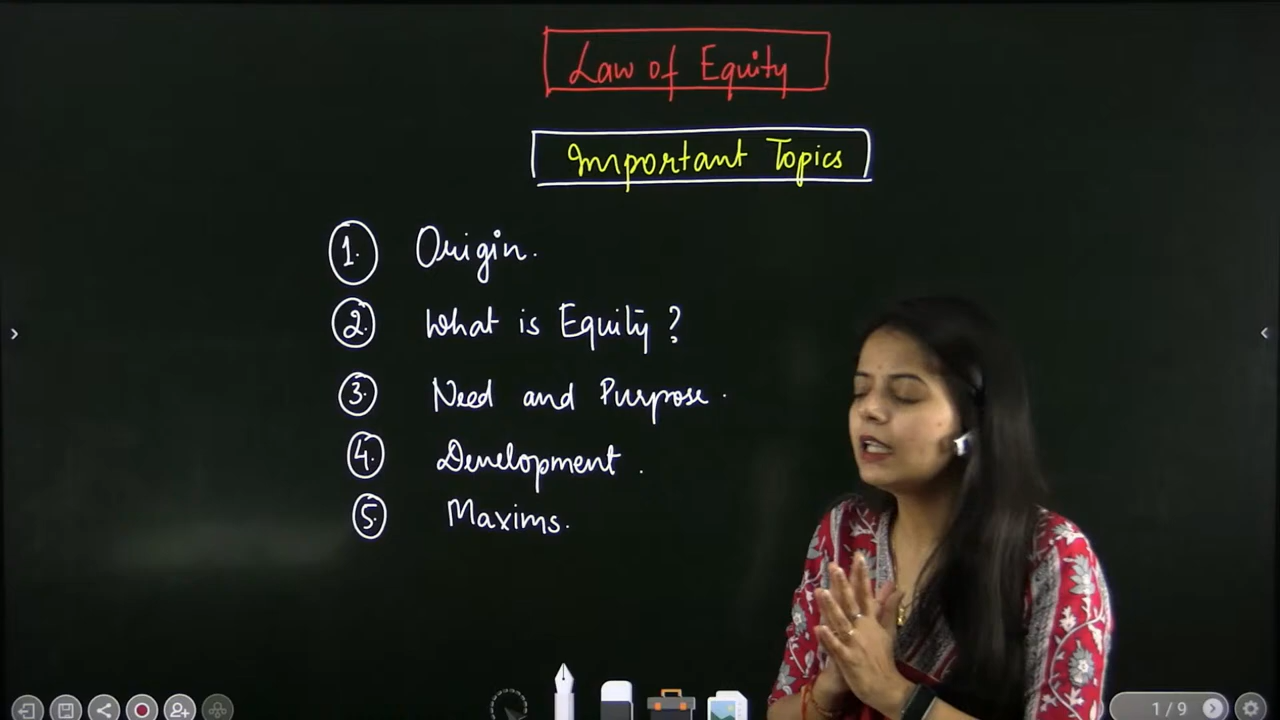 Law of Equity
Important Topics
1. Origin.
2. What is Equity?
3. Need and Purpose.
4. Development.
5. Maxims.
1/9